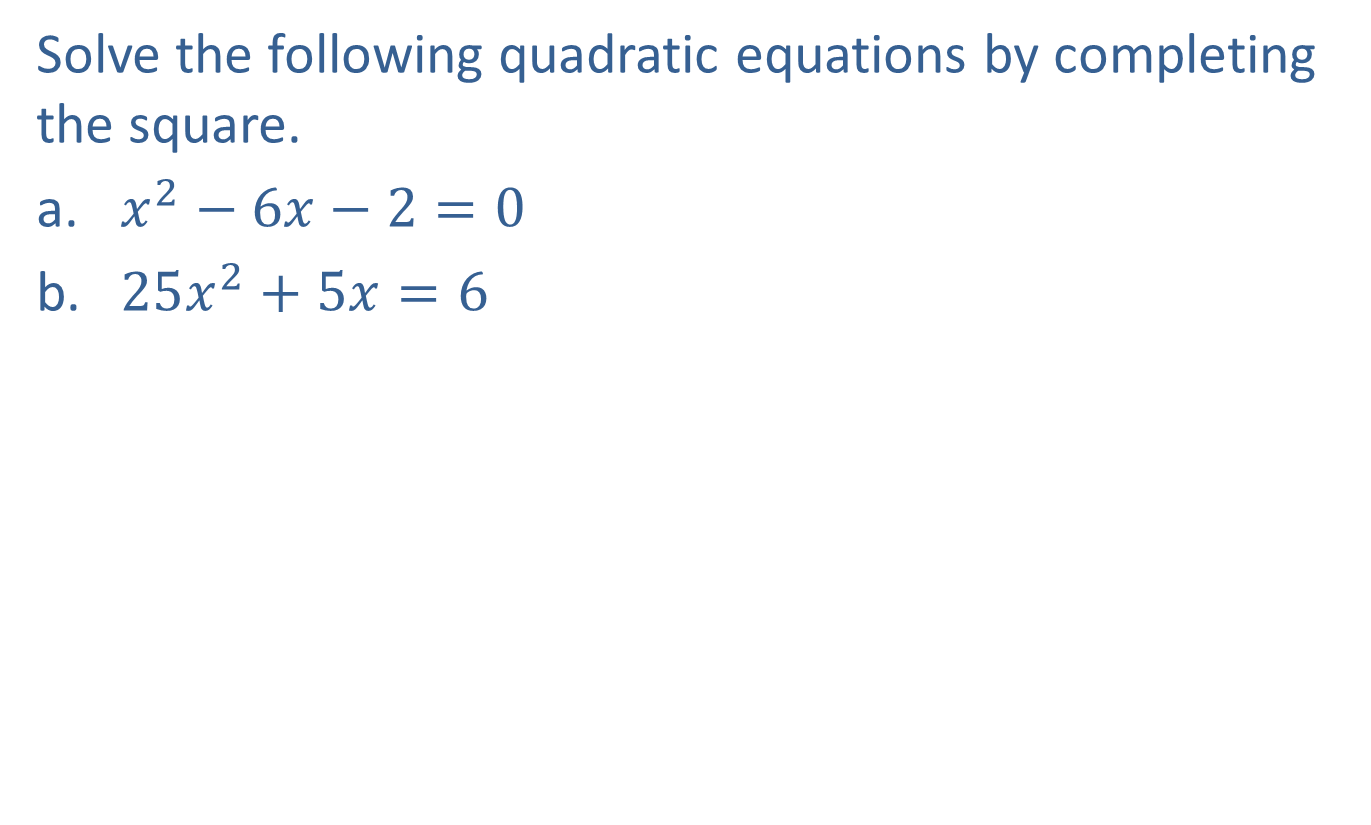 Solve the following quadratic equations by completing
the square.
a. x² − 6x − 2 = 0
b. 25x² + 5x = 6